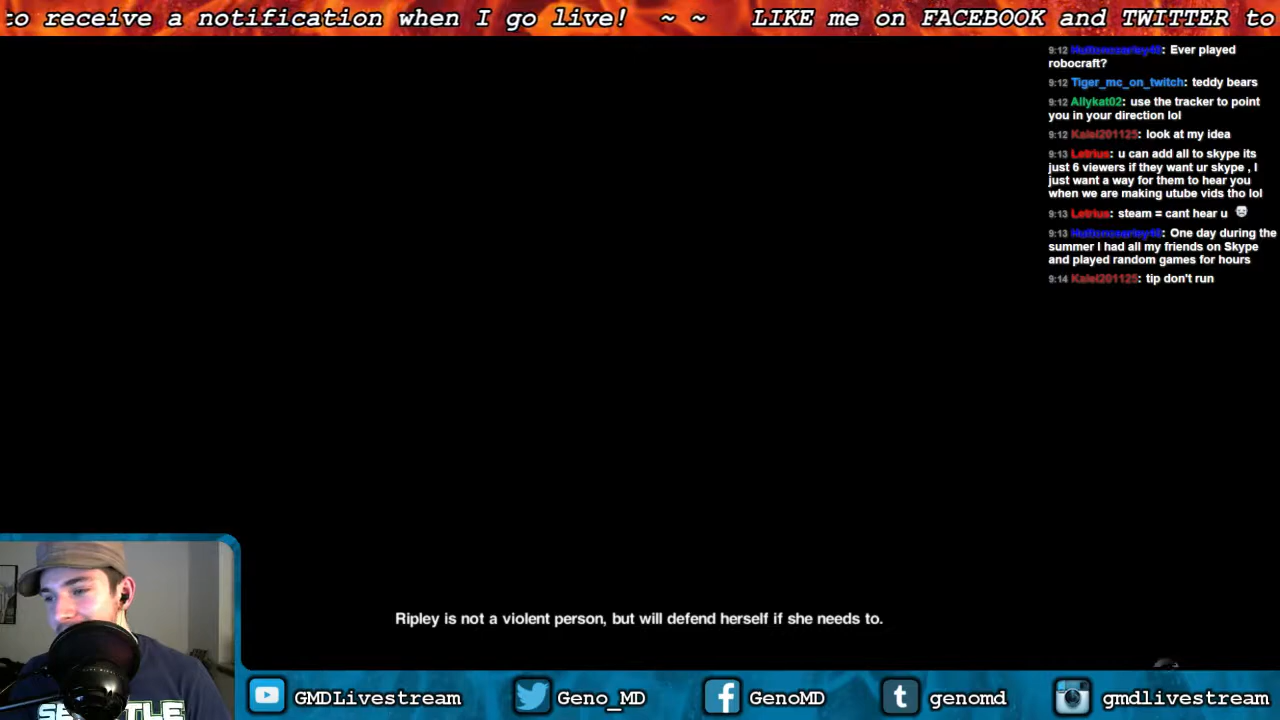 to receive a notification when I go live! ~ ~ LIKE me on FACEBOOK and TWITTER to
9:12 : Ever played
robocraft?
9:12 Tiger_mc_on_twitch: teddy bears
9:12 Allykat02: use the tracker to point
you in your direction lol
9:12 Kalel201125: look at my idea
9:13 Letrius: u can add all to skype its
just 6 viewers if they want ur skype , I
just want a way for them to hear you
when we are making utube vids tho lol
9:13 Letrius: steam = cant hear u
9:13 : One day during the
summer I had all my friends on Skype
and played random games for hours
9:14 Kalel201125: tip don't run
Ripley is not a violent person, but will defend herself if she needs to.
SEATTLE
GMDLivestream
Geno_MD
GenoMD
genomd
gmdlivestream